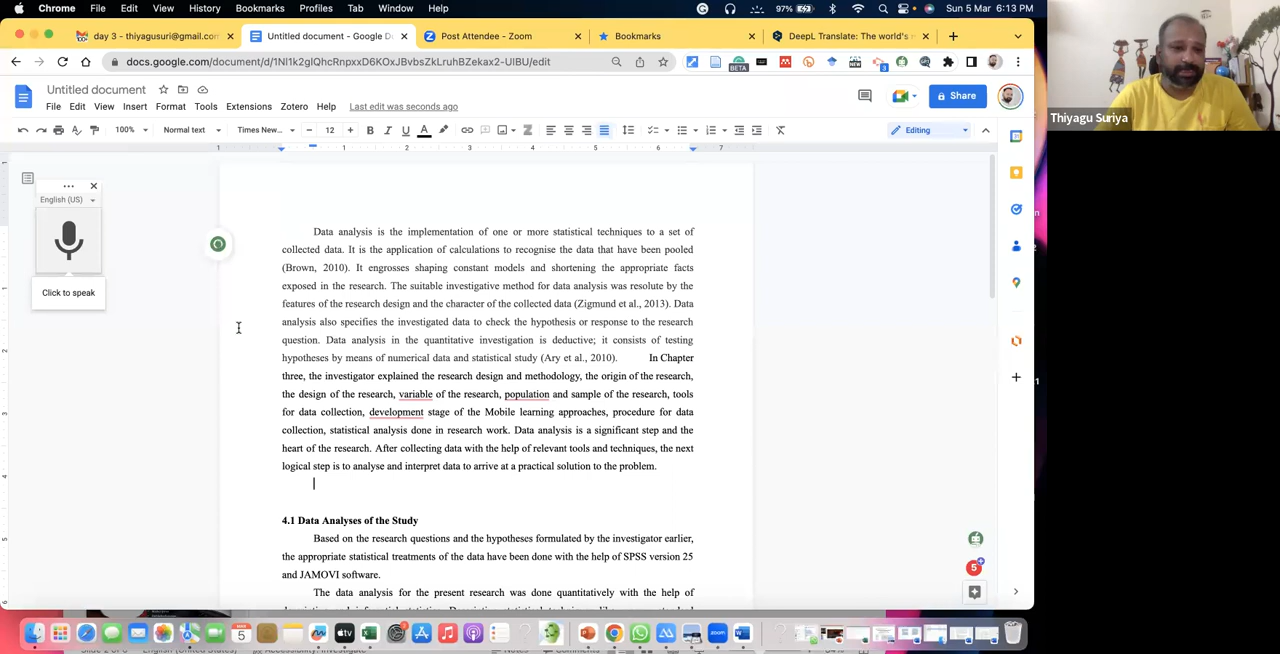 Chrome File Edit View History Bookmarks Profiles Tab Window Help 97% Sun 5 Mar 6:13 PM
day 3 - thiyagusuri@gmail.co Untitled document - Google D Post Attendee - Zoom Bookmarks DeepL Translate: The world's
docs.google.com/document/d/1Nl1k2glQhcRnpxxD6KOxJBvbsZkLruhBZekax2-UlBU/edit
BETA
NEW
3
Untitled document
File Edit View Insert Format Tools Extensions Zotero Help Last edit was seconds ago
Share
Thiyagu Suriya
100% Normal text Times New... 12 Editing
1 1 2 3 4 5 6 7
English (US)
Click to speak
Data analysis is the implementation of one or more statistical techniques to a set of
collected data. It is the application of calculations to recognise the data that have been pooled
(Brown, 2010). It engrosses shaping constant models and shortening the appropriate facts
exposed in the research. The suitable investigative method for data analysis was resolute by the
features of the research design and the character of the collected data (Zigmund et al., 2013). Data
analysis also specifies the investigated data to check the hypothesis or response to the research
question. Data analysis in the quantitative investigation is deductive; it consists of testing
hypotheses by means of numerical data and statistical study (Ary et al., 2010). In Chapter
three, the investigator explained the research design and methodology, the origin of the research,
the design of the research, variable of the research, population and sample of the research, tools
for data collection, development stage of the Mobile learning approaches, procedure for data
collection, statistical analysis done in research work. Data analysis is a significant step and the
heart of the research. After collecting data with the help of relevant tools and techniques, the next
logical step is to analyse and interpret data to arrive at a practical solution to the problem.
4.1 Data Analyses of the Study
Based on the research questions and the hypotheses formulated by the investigator earlier,
the appropriate statistical treatments of the data have been done with the help of SPSS version 25
and JAMOVI software.
The data analysis for the present research was done quantitatively with the help of
5